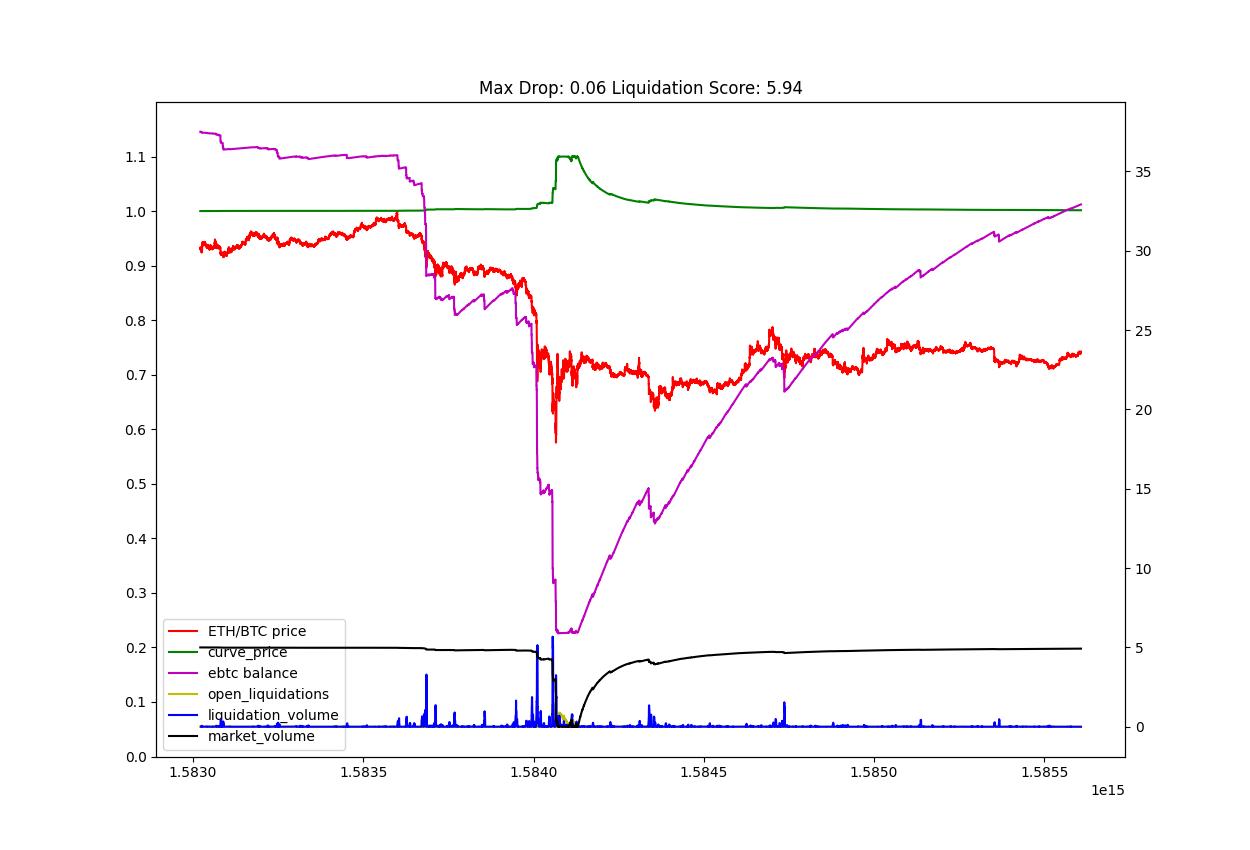 Max Drop: 0.06 Liquidation Score: 5.94
1.1
1.0
0.9
0.8
0.7
0.6
0.5
0.4
0.3
0.2
0.1
0.0
35
30
25
20
15
10
5
0
ETH/BTC price
curve_price
ebtc balance
open_liquidations
liquidation_volume
market_volume
1.5830 1.5835 1.5840 1.5845 1.5850 1.5855
1e15